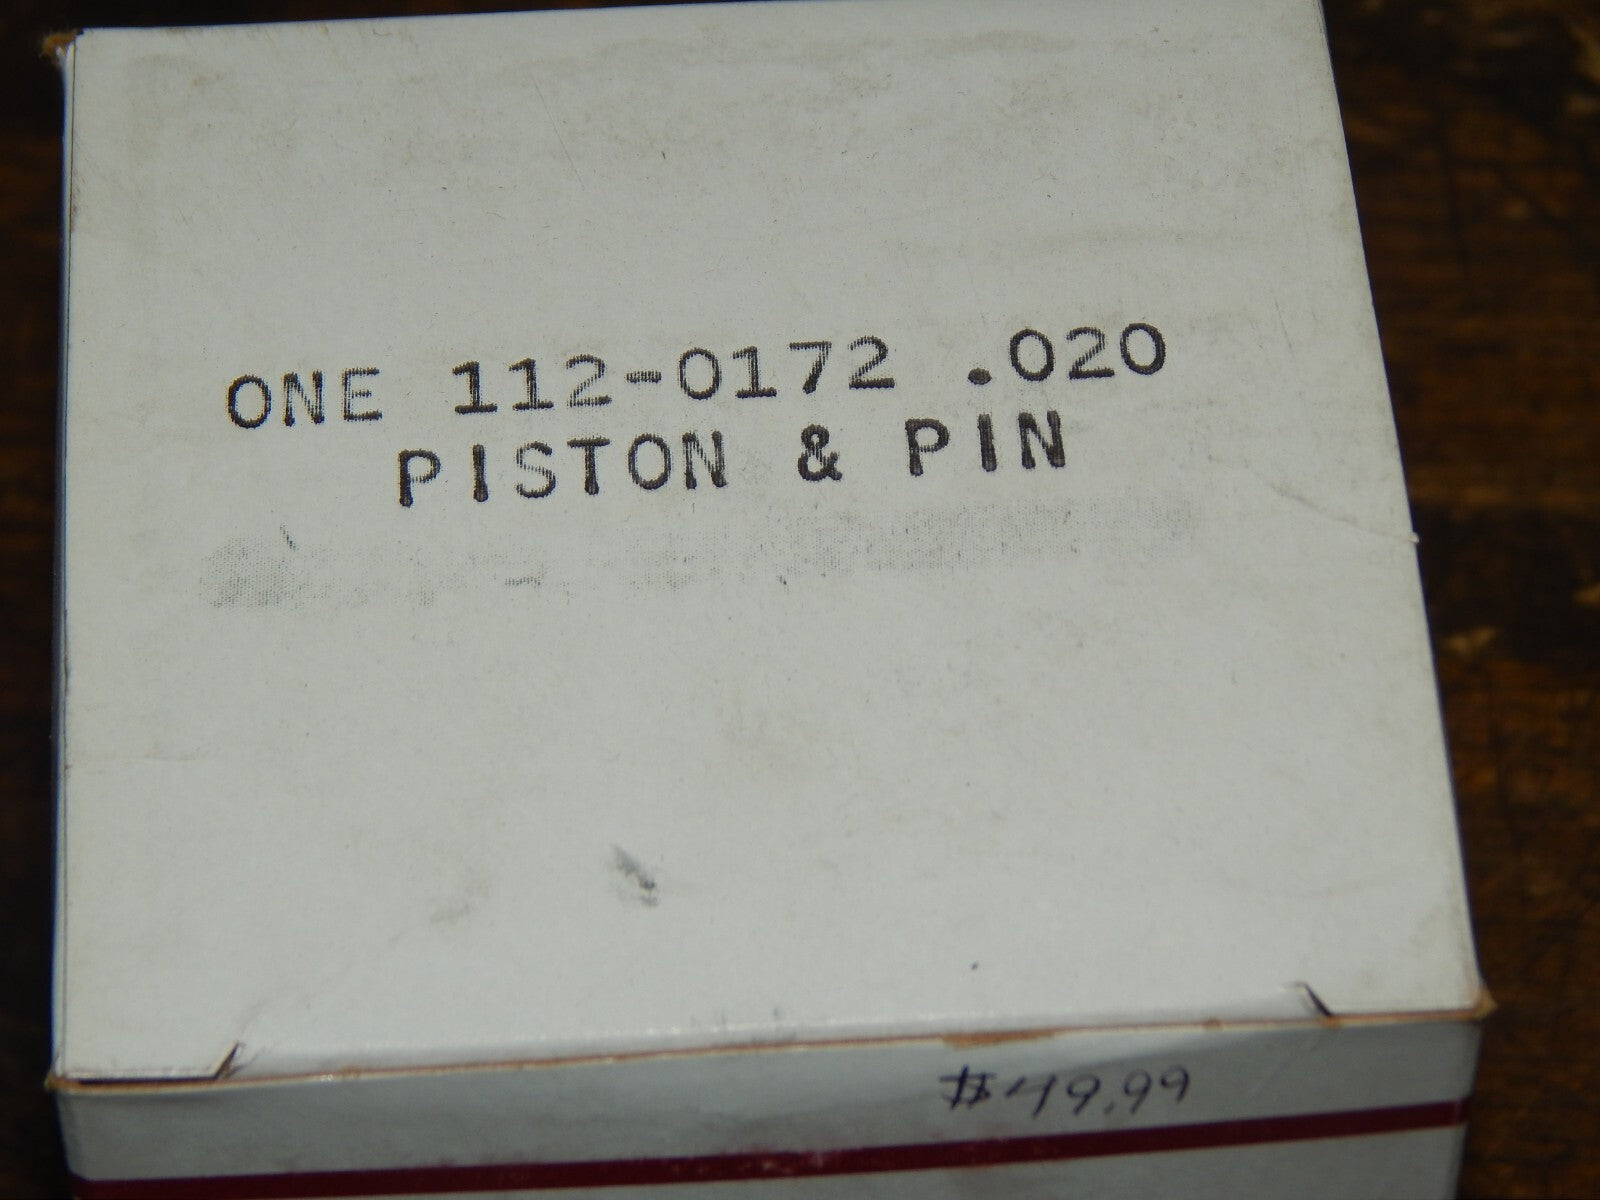 ONE 112-0172 .020
PISTON & PIN
$49.99